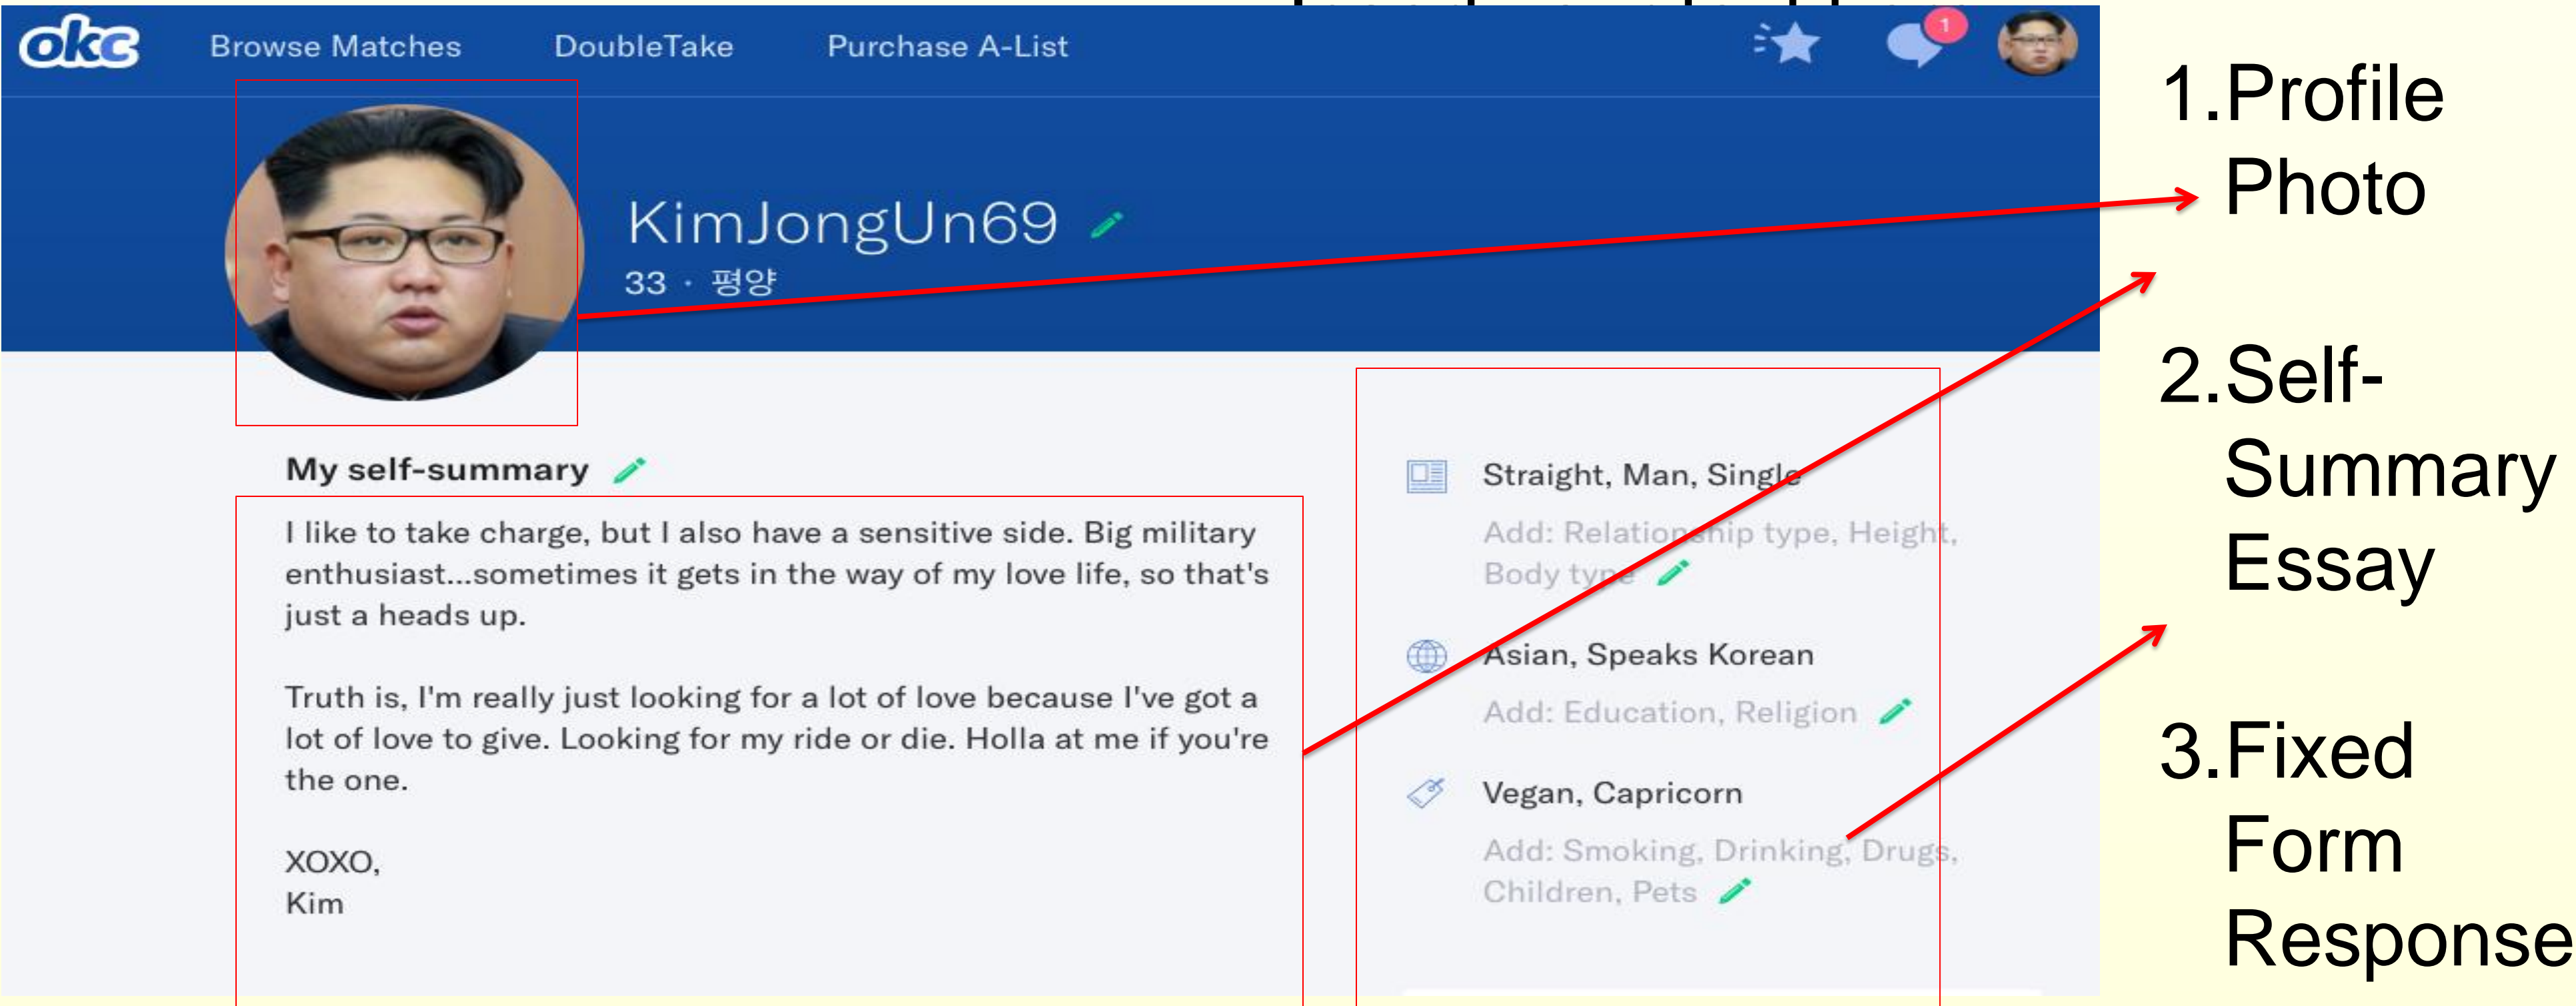 okc
Browse Matches
DoubleTake
Purchase A-List
1
KimJongUn69
33 · 평양
My self-summary
I like to take charge, but I also have a sensitive side. Big military
enthusiast...sometimes it gets in the way of my love life, so that's
just a heads up.
Truth is, I'm really just looking for a lot of love because I've got a
lot of love to give. Looking for my ride or die. Holla at me if you're
the one.
XOXO,
Kim
Straight, Man, Single
Add: Relationship type, Height,
Body type
Asian, Speaks Korean
Add: Education, Religion
Vegan, Capricorn
Add: Smoking, Drinking, Drugs,
Children, Pets
1.Profile
Photo
2.Self-
Summary
Essay
3.Fixed
Form
Response